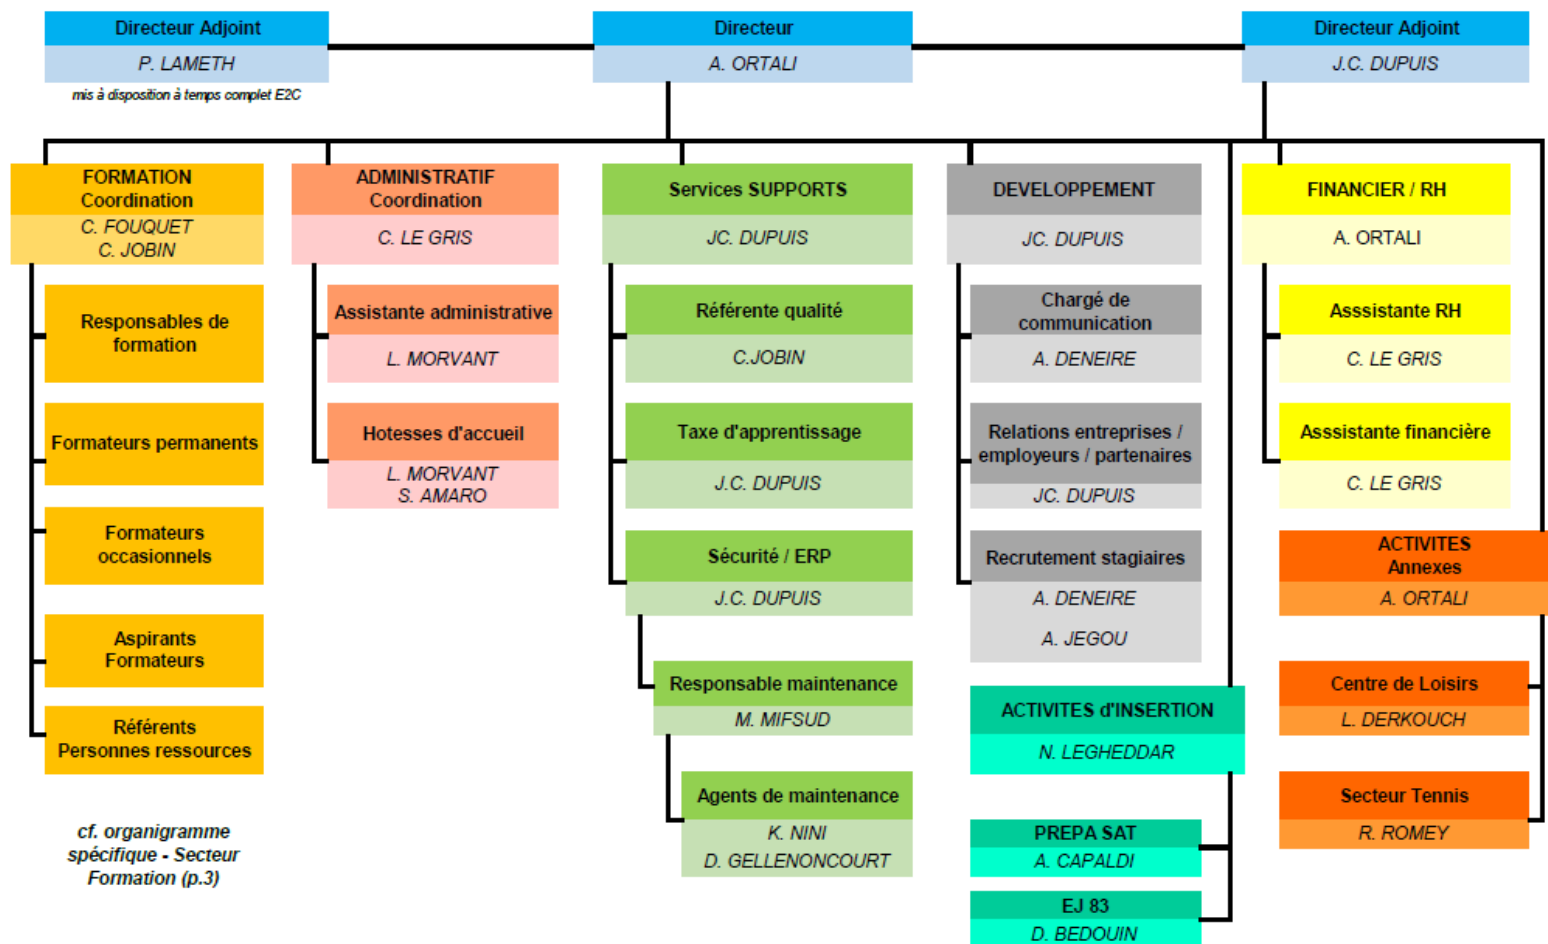 Directeur Adjoint
P. LAMETH
mis à disposition à temps complet E2C
Directeur
A. ORTALI
Directeur Adjoint
J.C. DUPUIS
FORMATION
Coordination
C. FOUQUET
C. JOBIN
Responsables de
formation
Formateurs permanents
Formateurs
occasionnels
Aspirants
Formateurs
Référents
Personnes ressources
cf. organigramme
spécifique - Secteur
Formation (p.3)
ADMINISTRATIF
Coordination
C. LE GRIS
Assistante administrative
L. MORVANT
Hotesses d'accueil
L. MORVANT
S. AMARO
Services SUPPORTS
JC. DUPUIS
Référente qualité
C.JOBIN
Taxe d'apprentissage
J.C. DUPUIS
Sécurité / ERP
J.C. DUPUIS
Responsable maintenance
M. MIFSUD
Agents de maintenance
K. NINI
D. GELLENONCOURT
DEVELOPPEMENT
JC. DUPUIS
Chargé de
communication
A. DENEIRE
Relations entreprises /
employeurs / partenaires
JC. DUPUIS
Recrutement stagiaires
A. DENEIRE
A. JEGOU
ACTIVITES d'INSERTION
N. LEGHEDDAR
PREPA SAT
A. CAPALDI
EJ 83
D. BEDOUIN
FINANCIER / RH
A. ORTALI
Asssistante RH
C. LE GRIS
Asssistante financière
C. LE GRIS
ACTIVITES
Annexes
A. ORTALI
Centre de Loisirs
L. DERKOUCH
Secteur Tennis
R. ROMEY